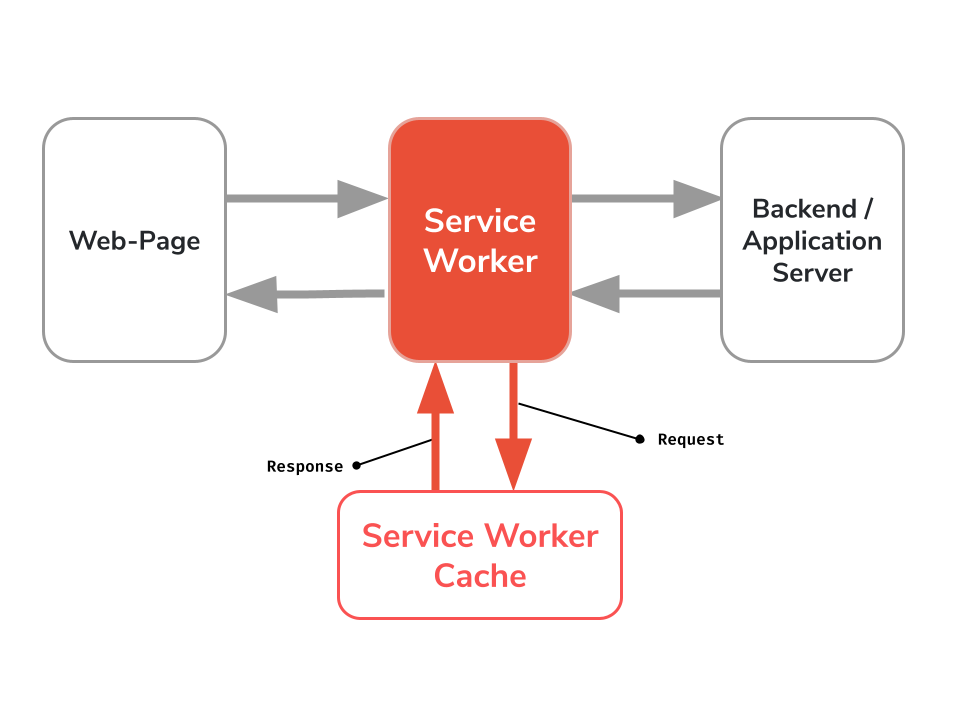 Web-Page
Service
Worker
Backend /
Application
Server
Response
Request
Service Worker
Cache